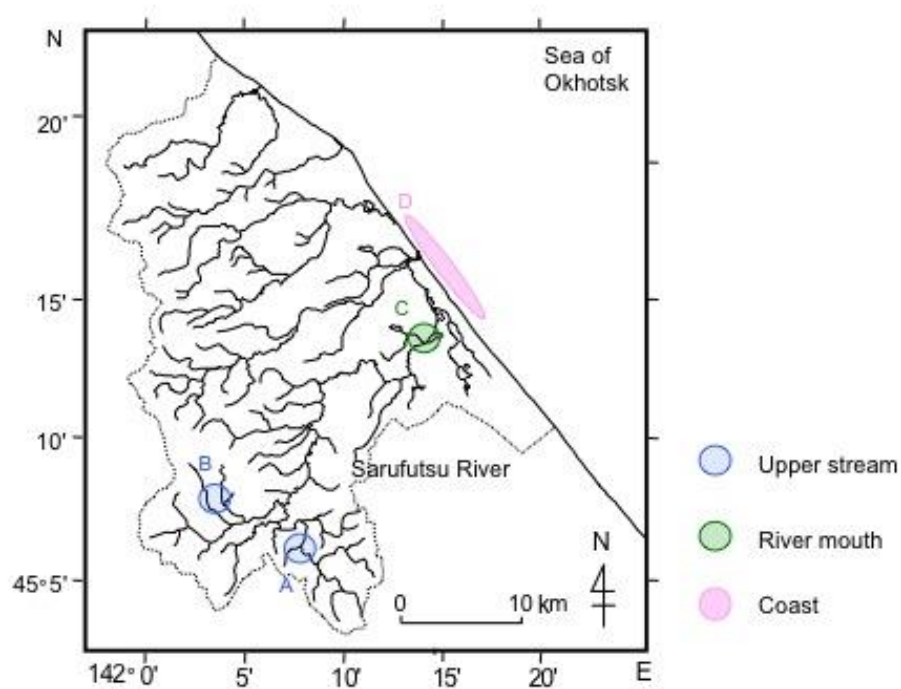 N
Sea of
Okhotsk
20'
D
15'
C
10'
Sarufutsu River
B
Upper stream
N
River mouth
45°5'
A
0 10 km
Coast
142° 0' 5' 10' 15' 20' E